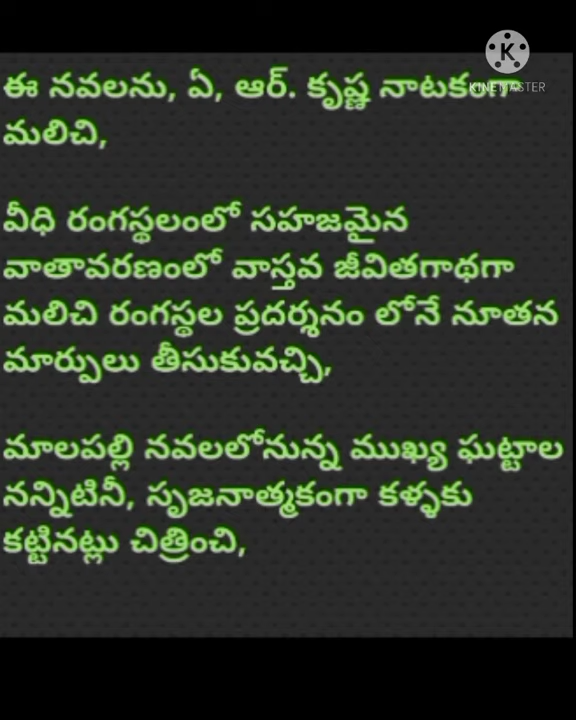 K
KINEMASTER
ఈ నవలను, ఏ, ఆర్. కృష్ణ నాటకంగా
మలిచి,
వీధి రంగస్థలంలో సహజమైన
వాతావరణంలో వాస్తవ జీవితగాథగా
మలిచి రంగస్థల ప్రదర్శనం లోనే నూతన
మార్పులు తీసుకువచ్చి,
మాలపల్లి నవలలోనున్న ముఖ్య ఘట్టాల
నన్నిటినీ, సృజనాత్మకంగా కళ్ళకు
కట్టినట్లు చిత్రించి,